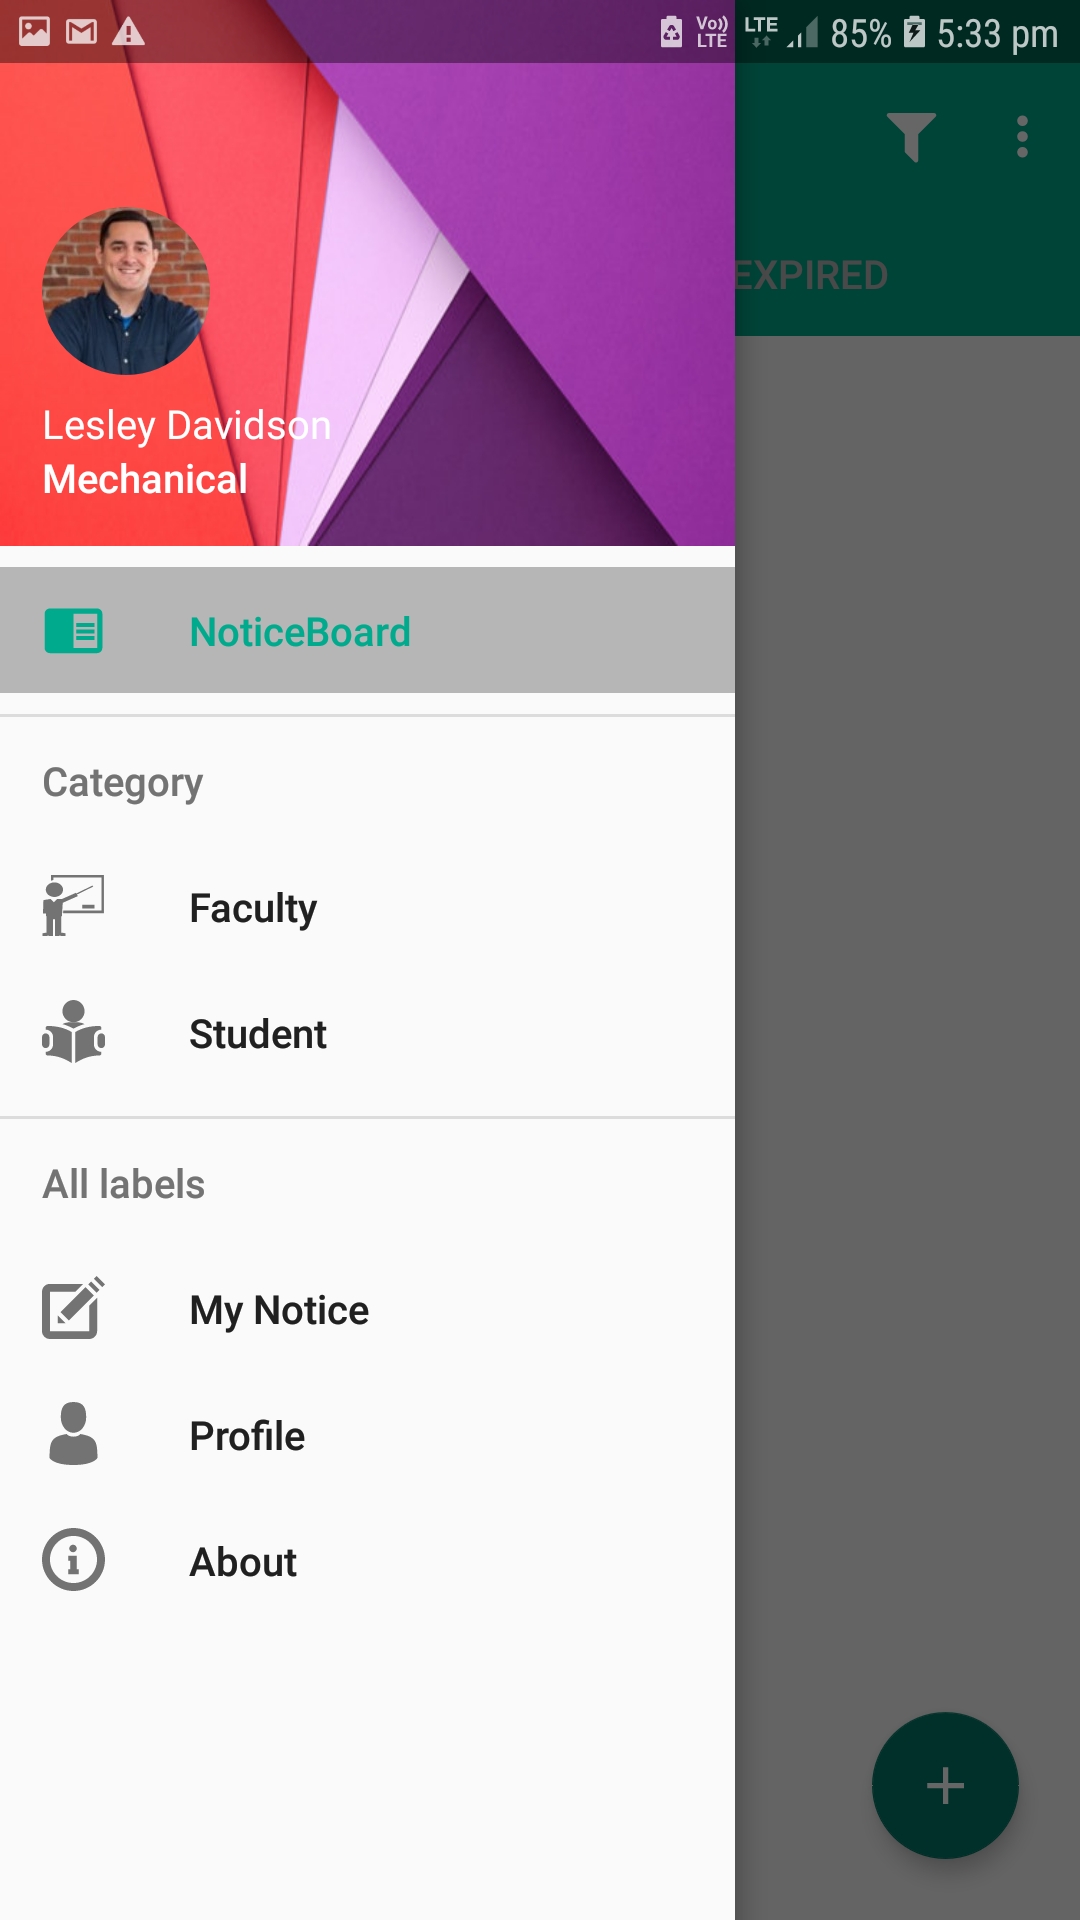 Vo)) LTE LTE 85% 5:33 pm
EXPIRED
Lesley Davidson
Mechanical
NoticeBoard
Category
Faculty
Student
All labels
My Notice
Profile
About